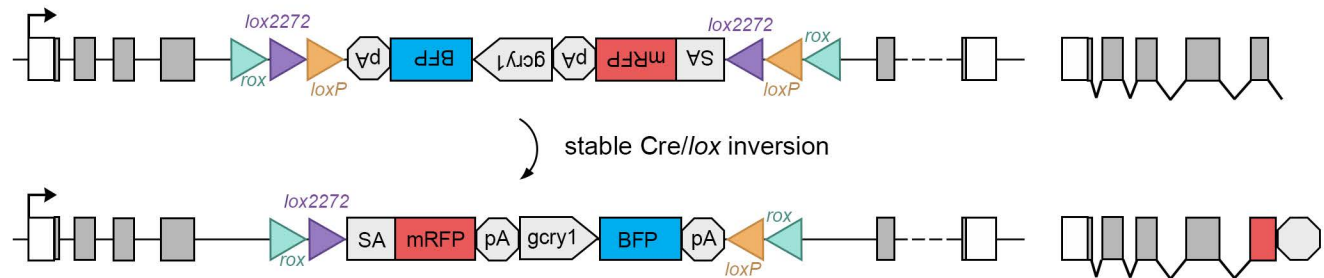 lox2272
lox2272
rox
rox
loxP
pA
BFP
gcry1
pA
mRFP
SA
loxP
stable Cre/lox inversion
lox2272
rox
rox
SA
mRFP
pA
gcry1
BFP
pA
loxP